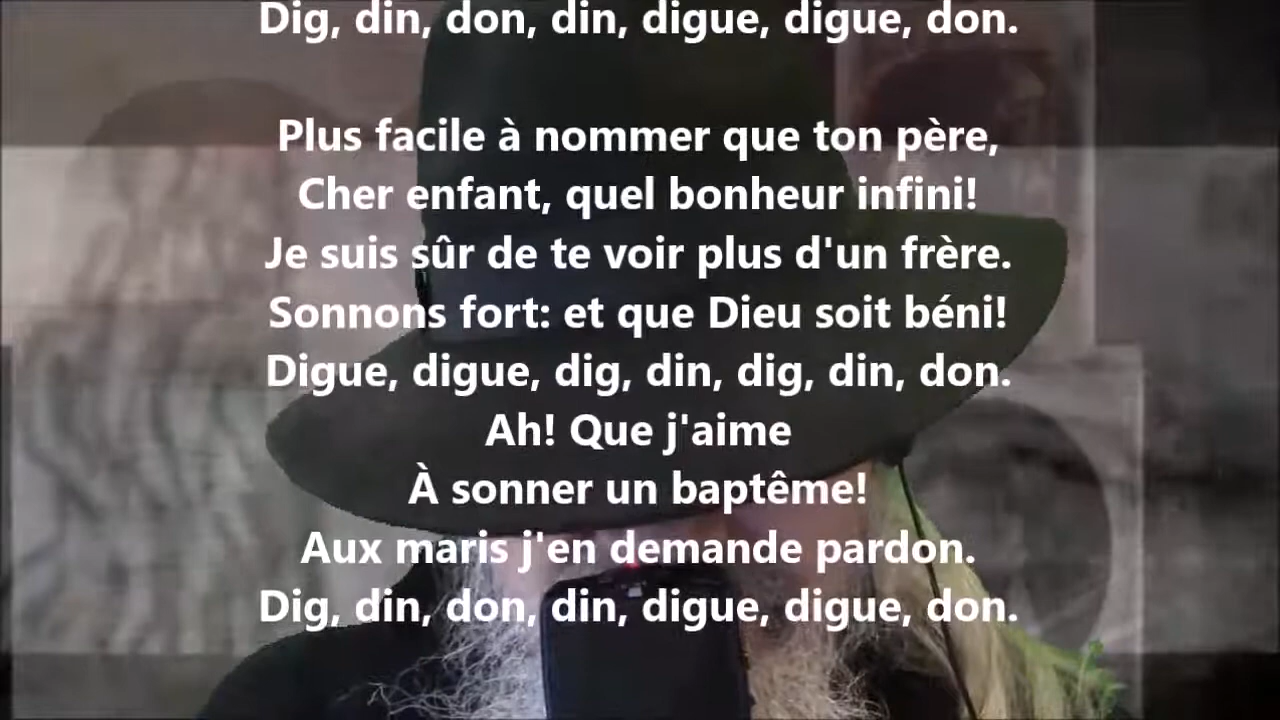 Dig, din, don, din, digue, digue, don.
Plus facile à nommer que ton père,
Cher enfant, quel bonheur infini!
Je suis sûr de te voir plus d'un frère.
Sonnons fort: et que Dieu soit béni!
Digue, digue, dig, din, dig, din, don.
Ah! Que j'aime
À sonner un baptême!
Aux maris j'en demande pardon.
Dig, din, don, din, digue, digue, don.